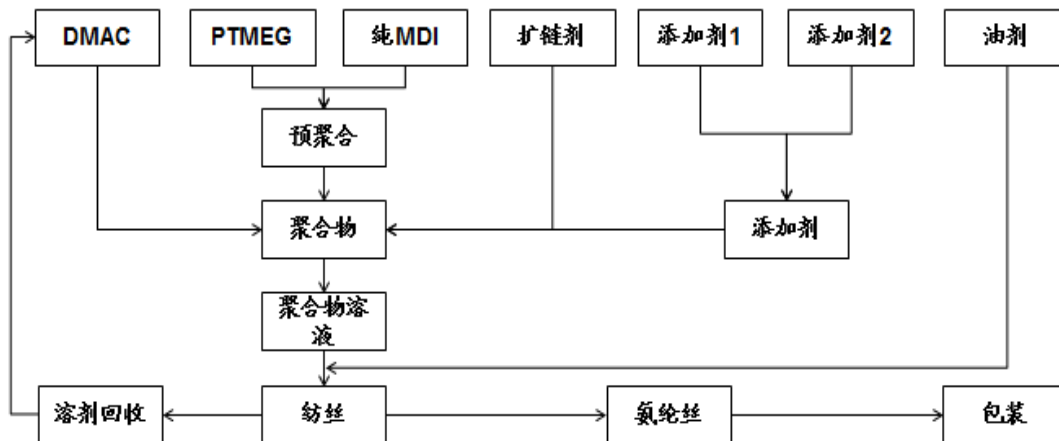 DMAC
PTMEG
纯MDI
扩链剂
添加剂1
添加剂2
油剂
预聚合
聚合物
添加剂
聚合物溶
液
溶剂回收
纺丝
氨纶丝
包装